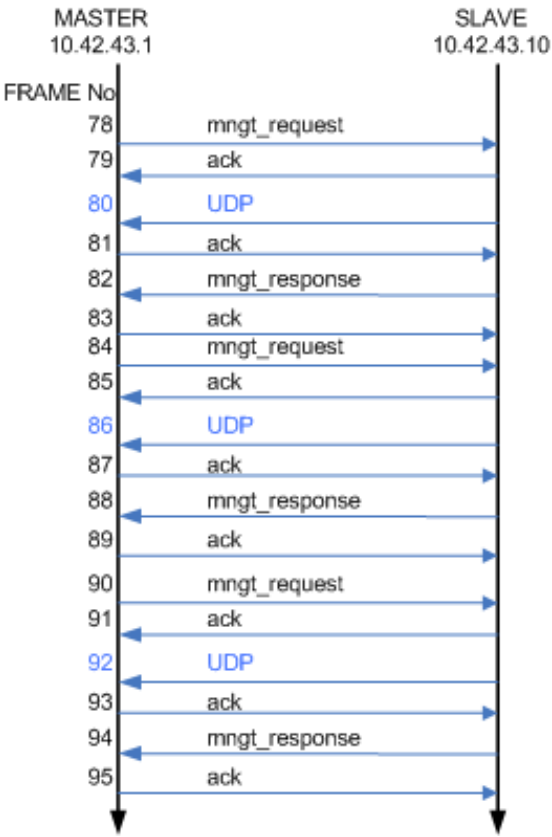 MASTER SLAVE
10.42.43.1 10.42.43.10
FRAME No
78 mngt_request
79 ack
80 UDP
81 ack
82 mngt_response
83 ack
84 mngt_request
85 ack
86 UDP
87 ack
88 mngt_response
89 ack
90 mngt_request
91 ack
92 UDP
93 ack
94 mngt_response
95 ack